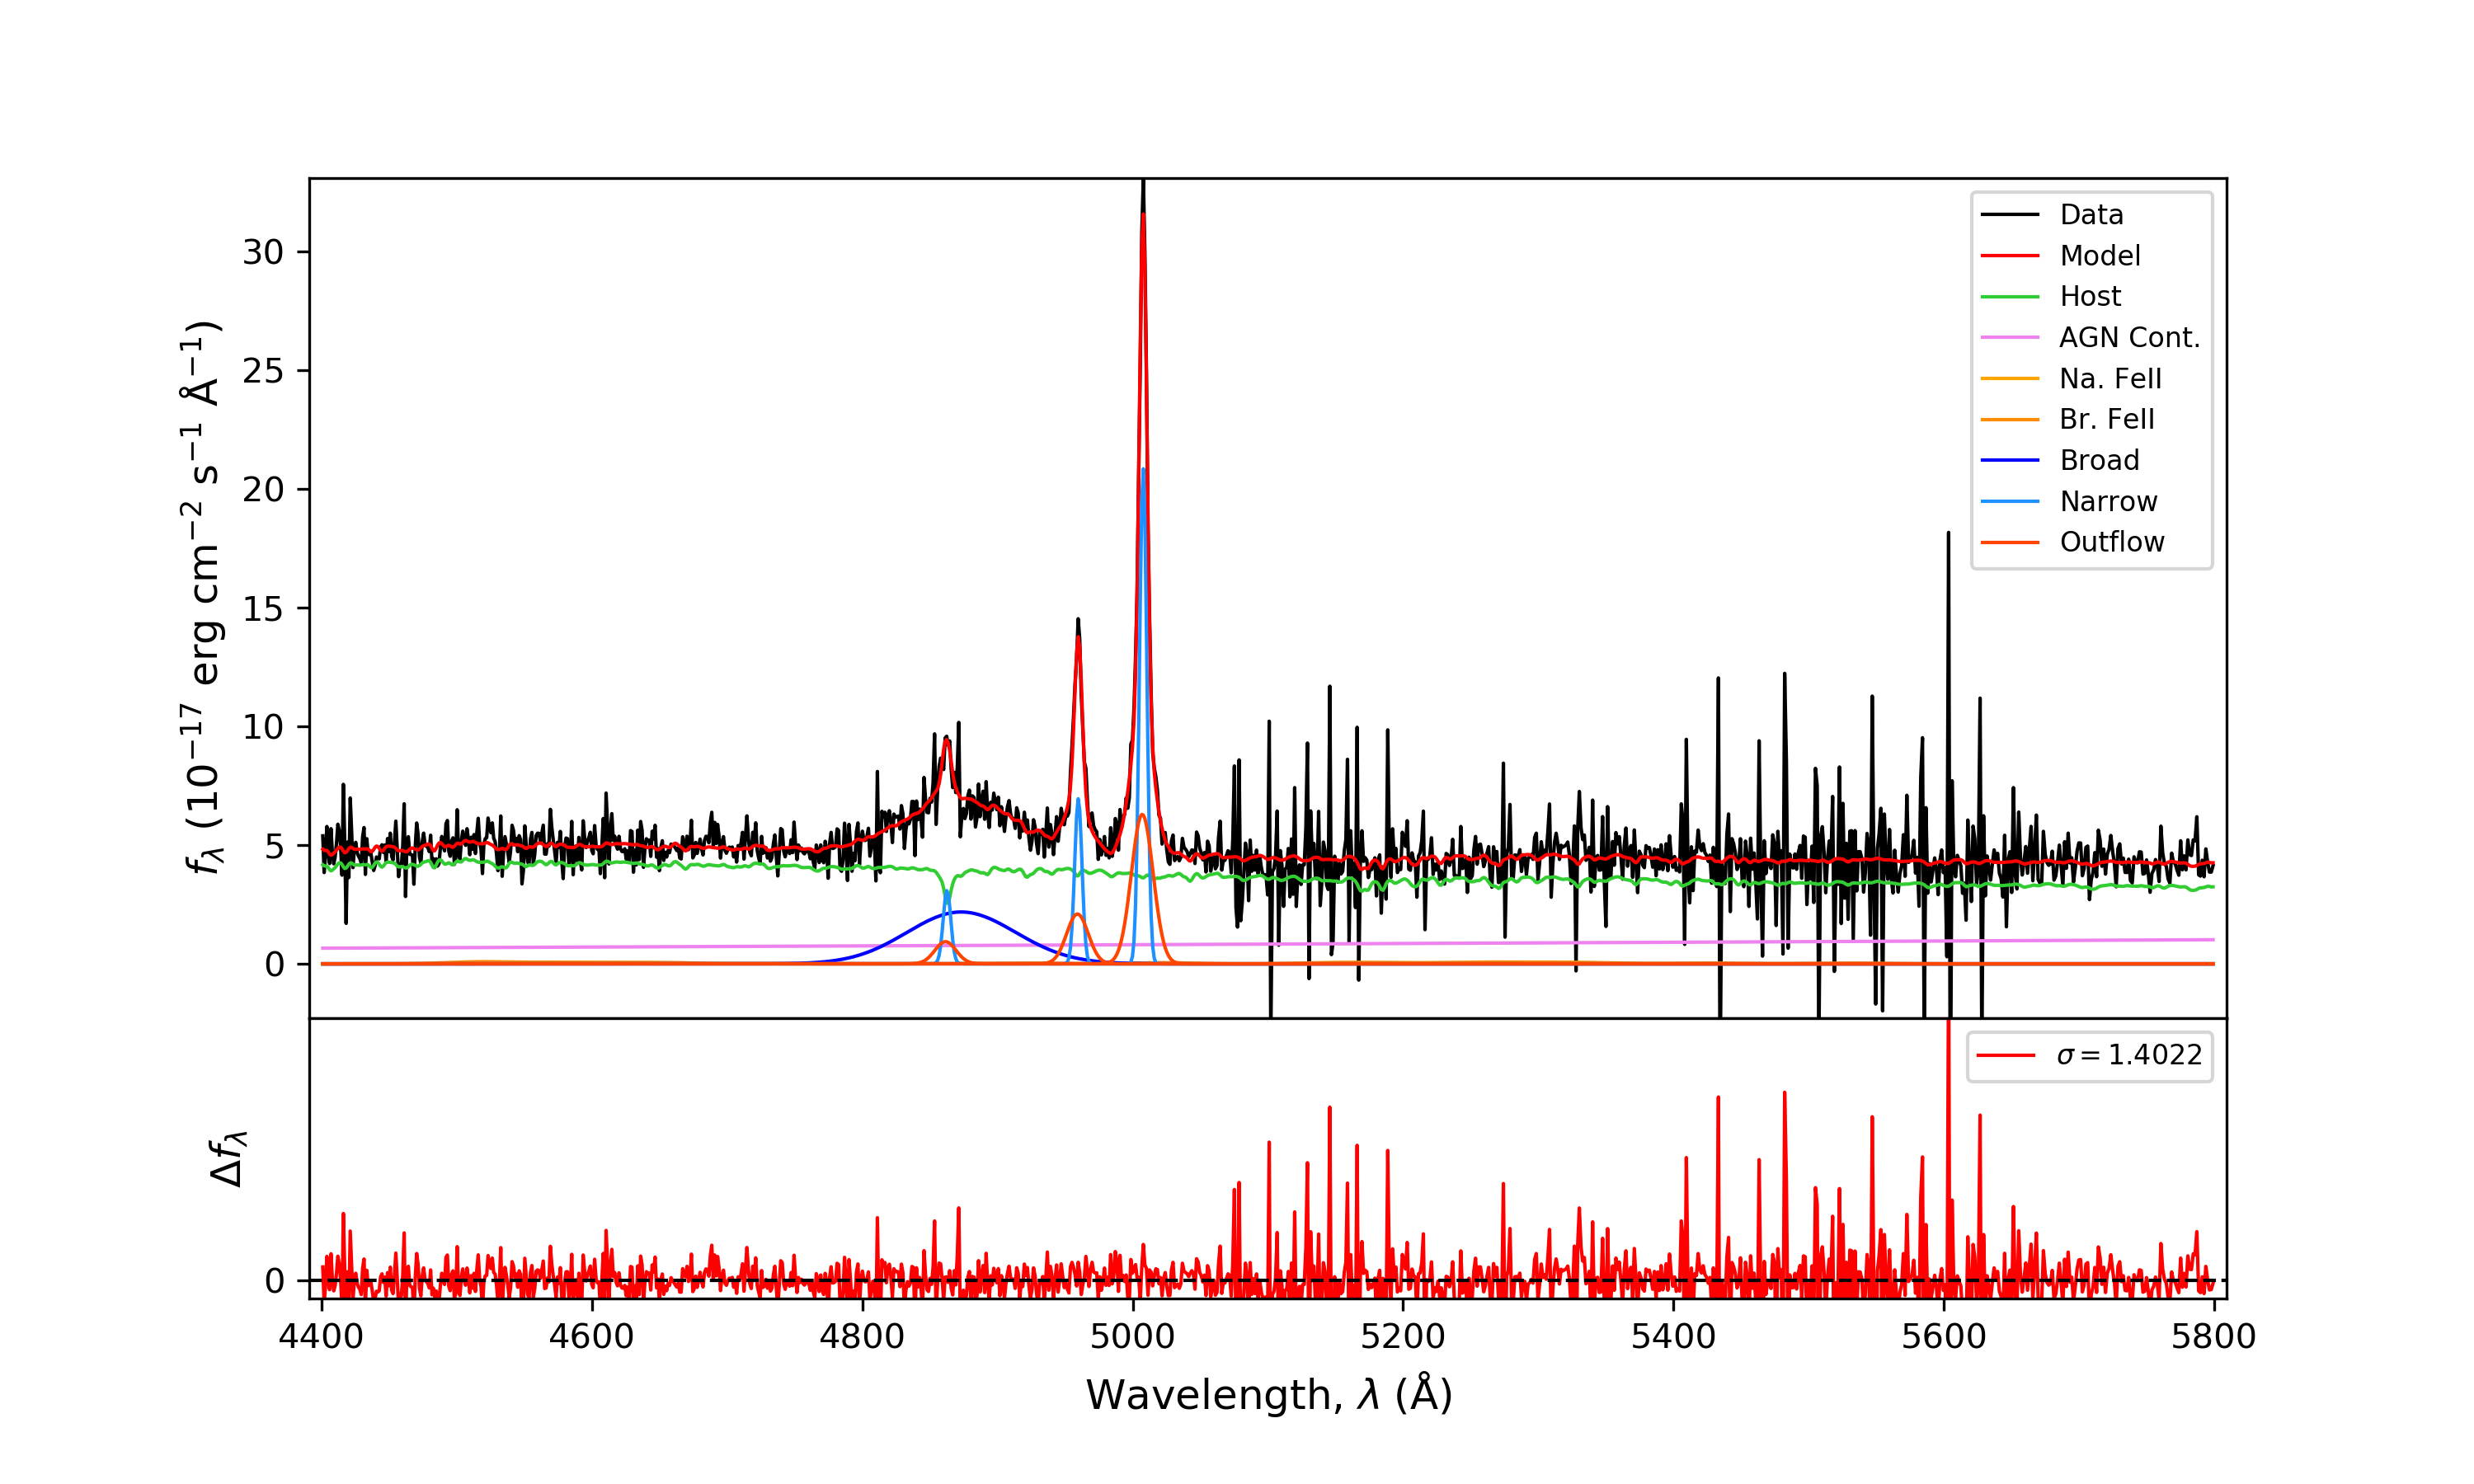 30
25
20
15
10
5
0
fλ (10⁻¹⁷ erg cm⁻² s⁻¹ Å⁻¹)
Data
Model
Host
AGN Cont.
Na. FeII
Br. FeII
Broad
Narrow
Outflow
σ = 1.4022
Δfλ
0
4400 4600 4800 5000 5200 5400 5600 5800
Wavelength, λ (Å)